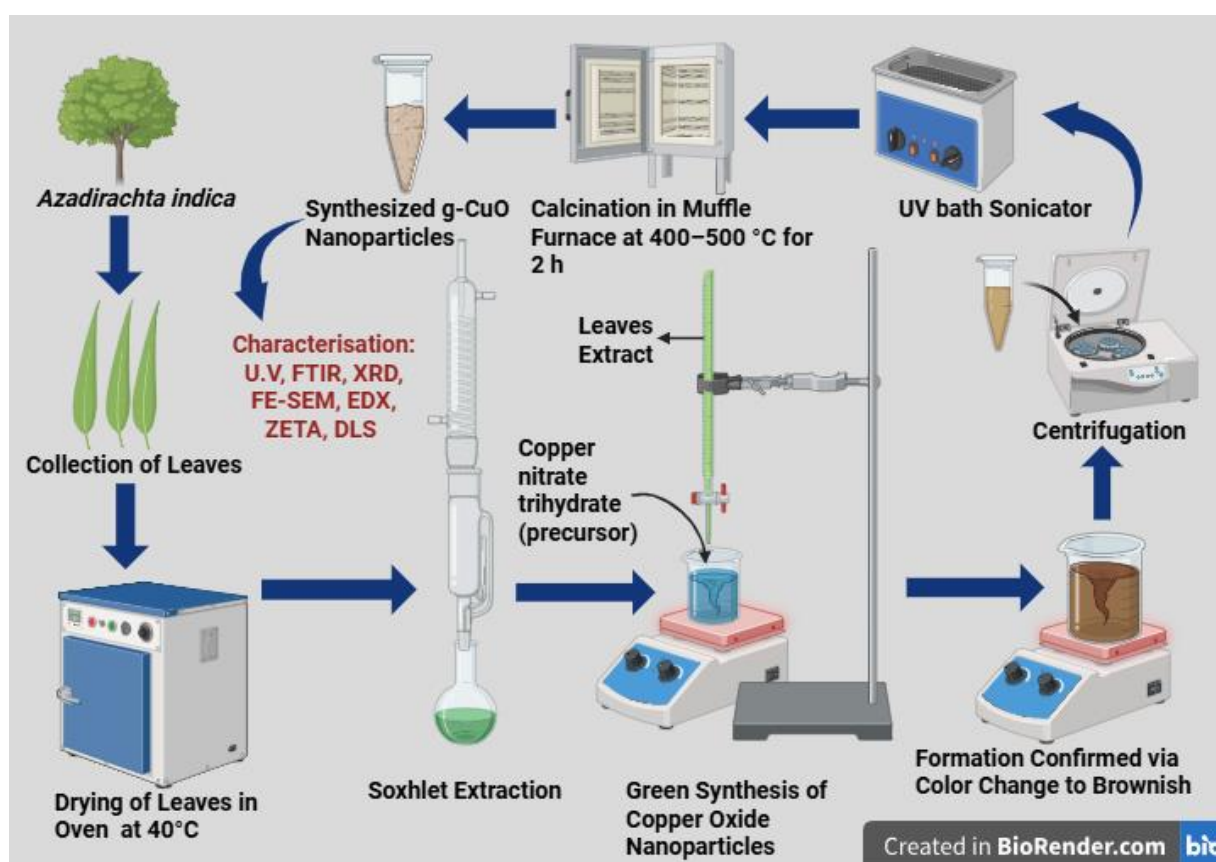 Azadirachta indica
Collection of Leaves
Drying of Leaves in
Oven at 40°C
Soxhlet Extraction
Leaves
Extract
Copper
nitrate
trihydrate
(precursor)
Green Synthesis of
Copper Oxide
Nanoparticles
Formation Confirmed via
Color Change to Brownish
Centrifugation
UV bath Sonicator
Calcination in Muffle
Furnace at 400–500 °C for
2 h
Synthesized g-CuO
Nanoparticles
Characterisation:
U.V, FTIR, XRD,
FE-SEM, EDX,
ZETA, DLS
Created in BioRender.com bio